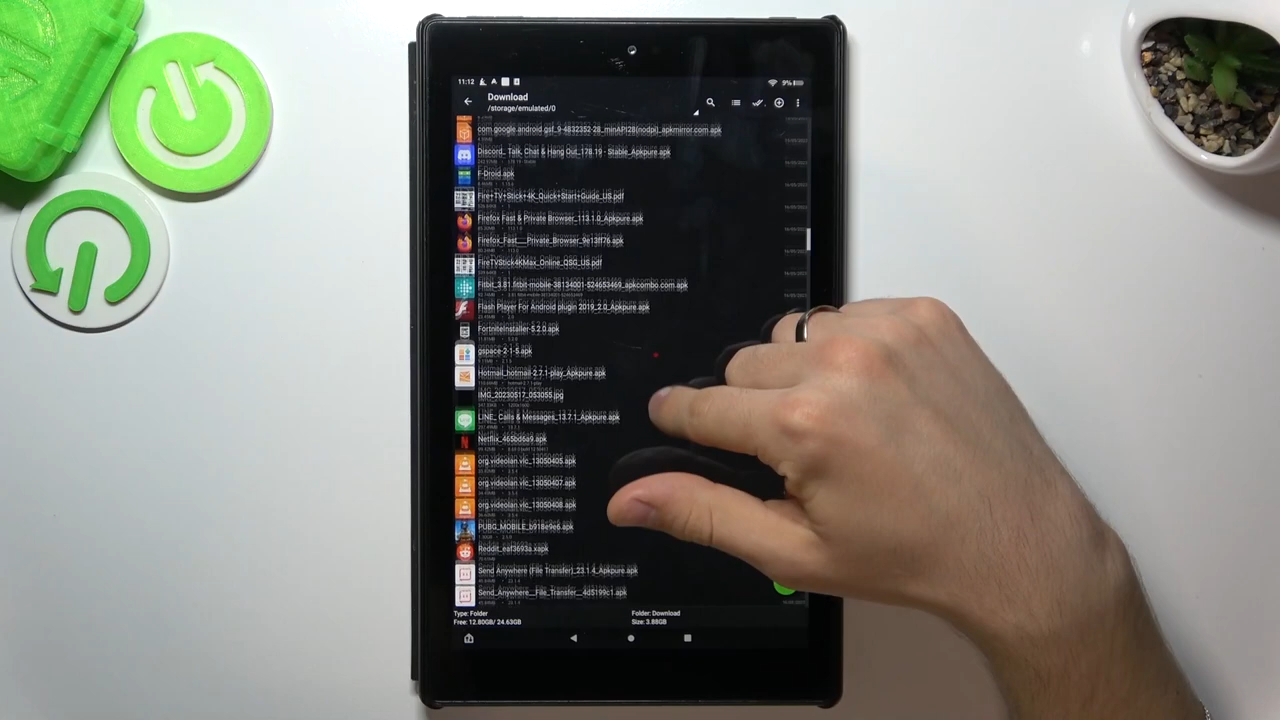 11:12
9%
Download
/storage/emulated/0
com.google.android.gsf_9-4832352-28_minAPI28(nodpi)_apkmirror.com.apk
Discord_ Talk, Chat & Hang Out_178.19 - Stable_Apkpure.apk
F-Droid.apk
Fire+TV+Stick+4K_Quick+Start+Guide_US.pdf
Firefox Fast & Private Browser_113.1.0_Apkpure.apk
Firefox_Fast___Private_Browser_9e13ff76.apk
FireTVStick4KMax_Online_QSG_US.pdf
Fitbit_3.81.fitbit-mobile-38134001-524653469_apkcombo.com.apk
Flash Player For Android plugin 2019_2.0_Apkpure.apk
FortniteInstaller-5.2.0.apk
gspace-2-1-5.apk
Hotmail_hotmail-2.7.1-play_Apkpure.apk
IMG_20230517_053055.jpg
LINE_ Calls & Messages_13.7.1_Apkpure.apk
Netflix_465bd6a9.apk
org.videolan.vlc_13050405.apk
org.videolan.vlc_13050407.apk
org.videolan.vlc_13050408.apk
PUBG_MOBILE_b918e9e6.apk
Reddit_eaf3693a.xapk
Send Anywhere (File Transfer)_23.1.4_Apkpure.apk
Send_Anywhere__File_Transfer__4d5199c1.apk
Type: Folder
Free: 12.80GB/ 24.63GB
Folder: Download
Size: 3.88GB